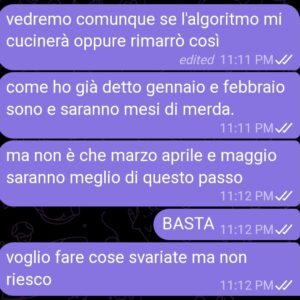 vedremo comunque se l'algoritmo mi
cucinerà oppure rimarrò così
edited 11:11 PM
come ho già detto gennaio e febbraio
sono e saranno mesi di merda.
11:11 PM
ma non è che marzo aprile e maggio
saranno meglio di questo passo
11:12 PM
BASTA 11:12 PM
voglio fare cose svariate ma non
riesco 11:12 PM